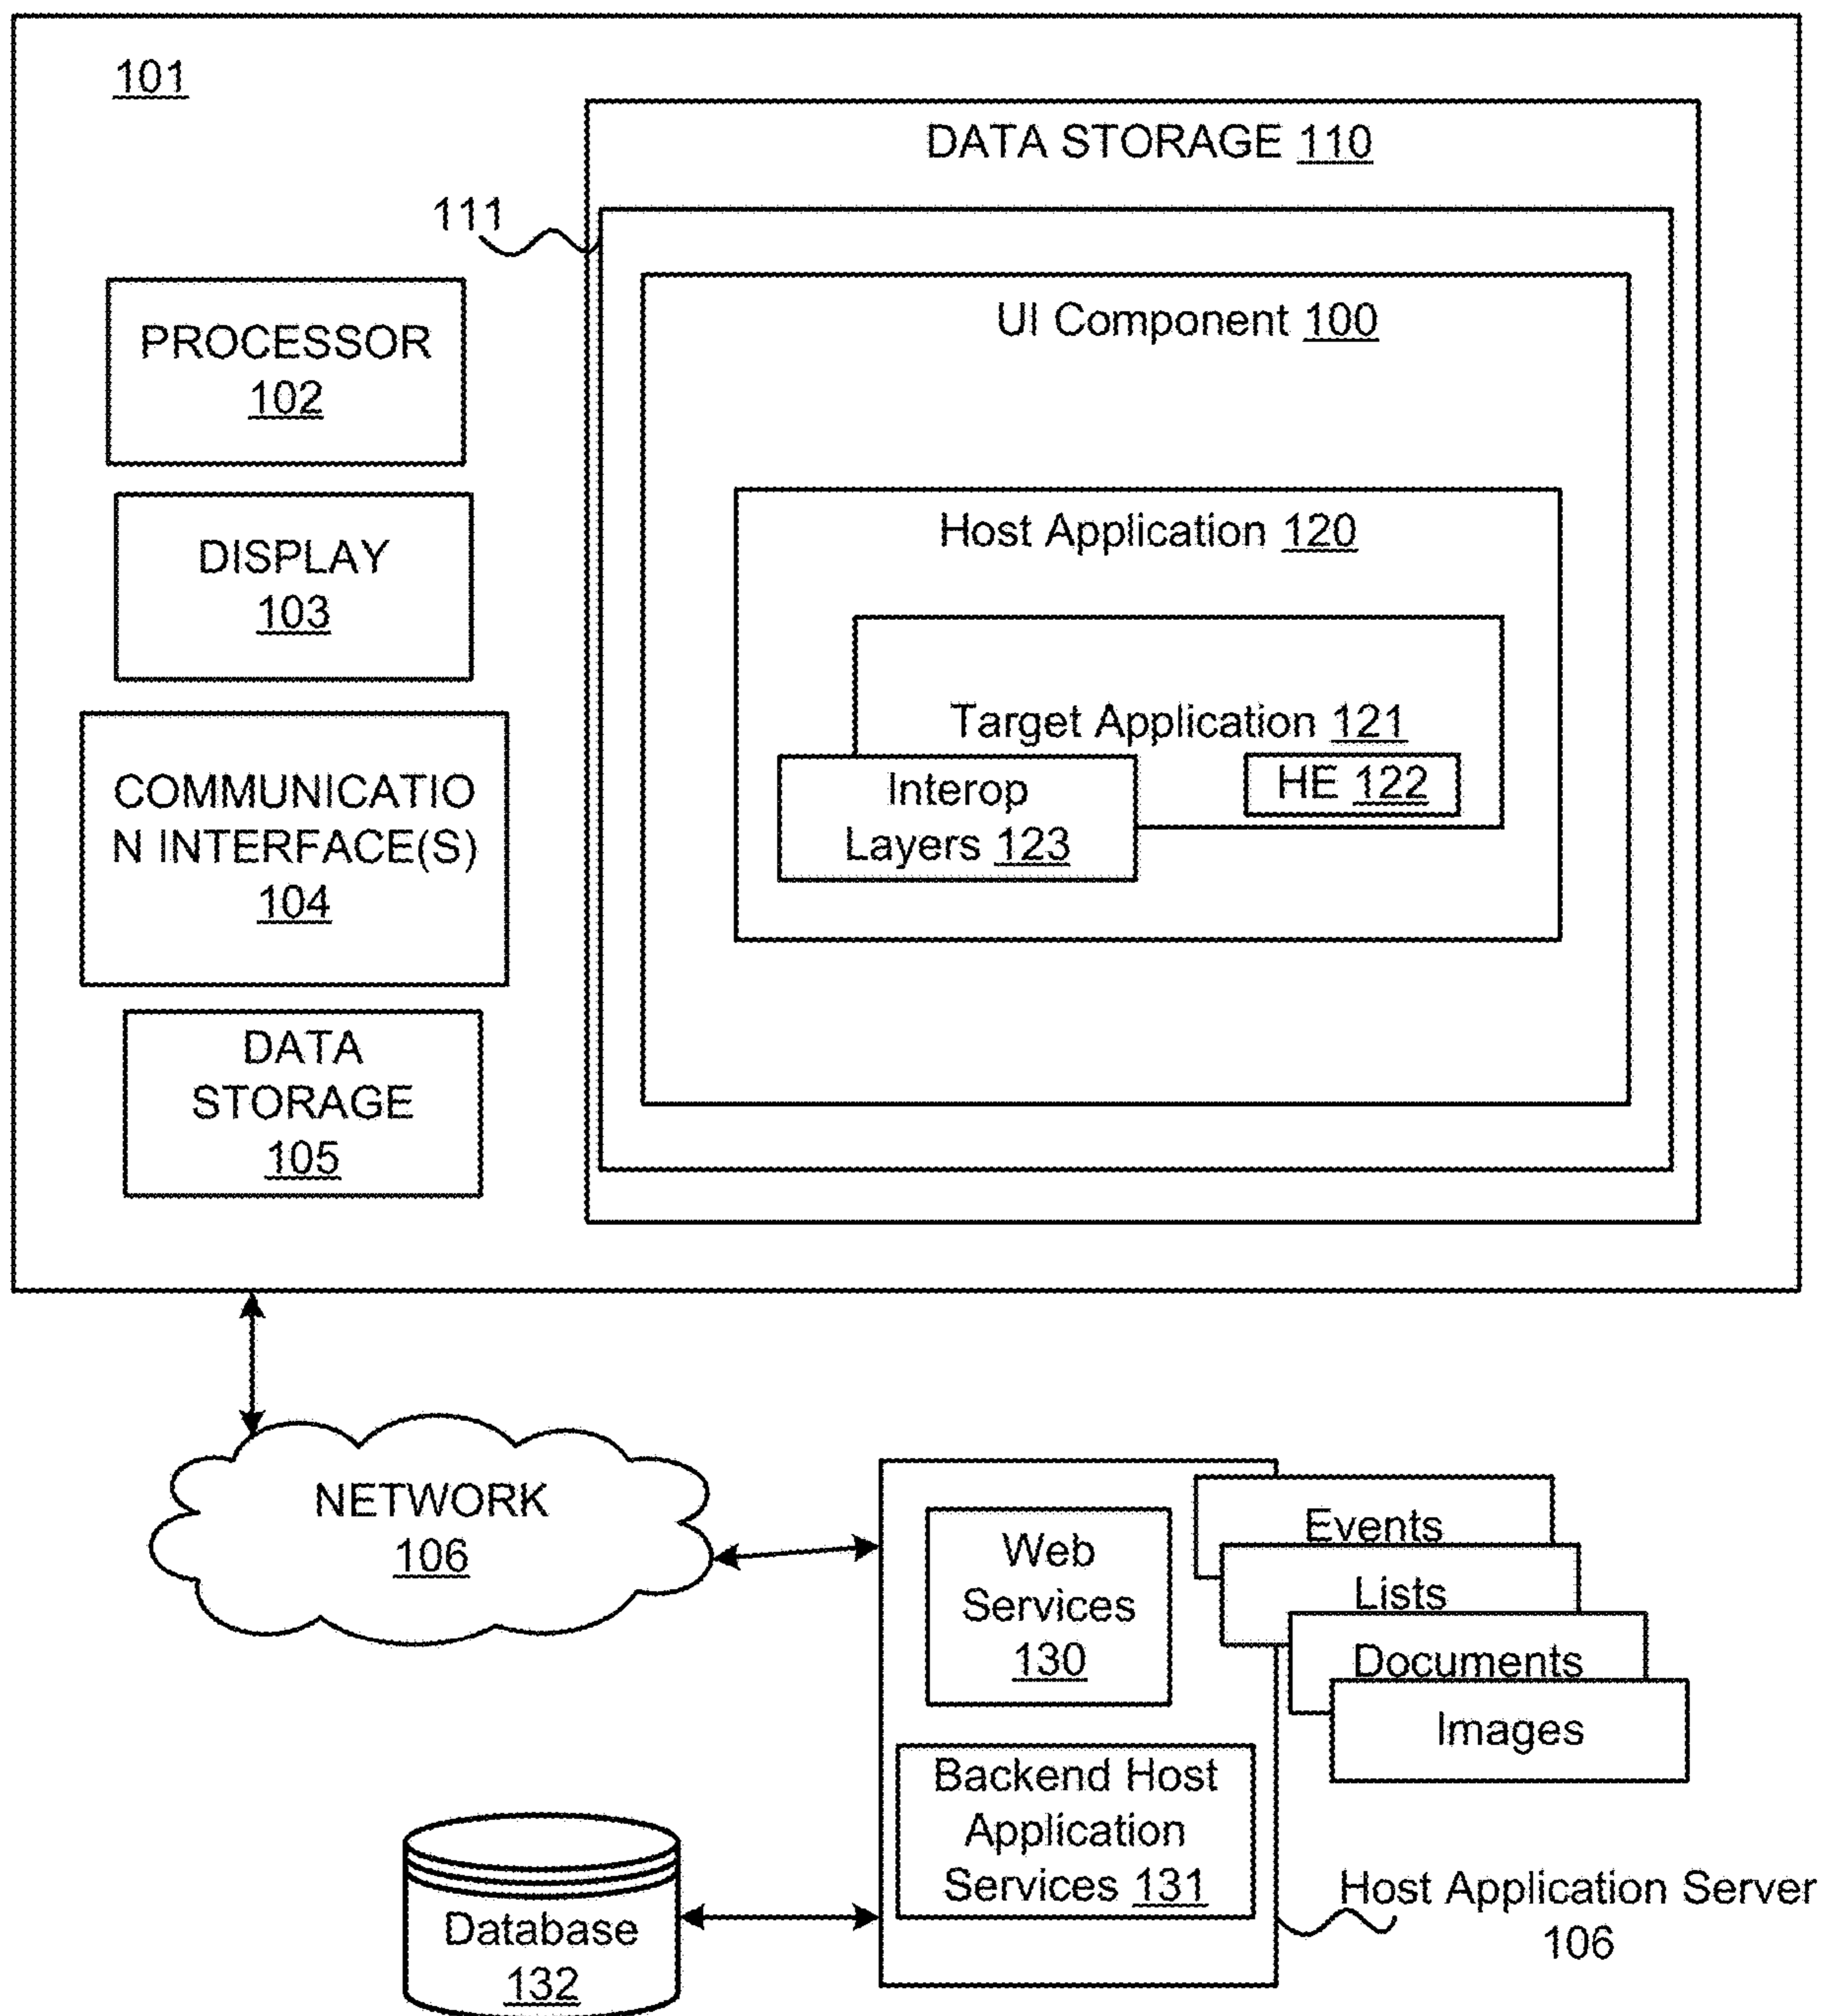 101
DATA STORAGE 110
111
UI Component 100
PROCESSOR
102
Host Application 120
DISPLAY
103
Target Application 121
HE 122
Interop
Layers 123
COMMUNICATIO
N INTERFACE(S)
104
DATA
STORAGE
105
NETWORK
106
Web
Services
130
Events
Lists
Documents
Images
Backend Host
Application
Services 131
Host Application Server
106
Database
132